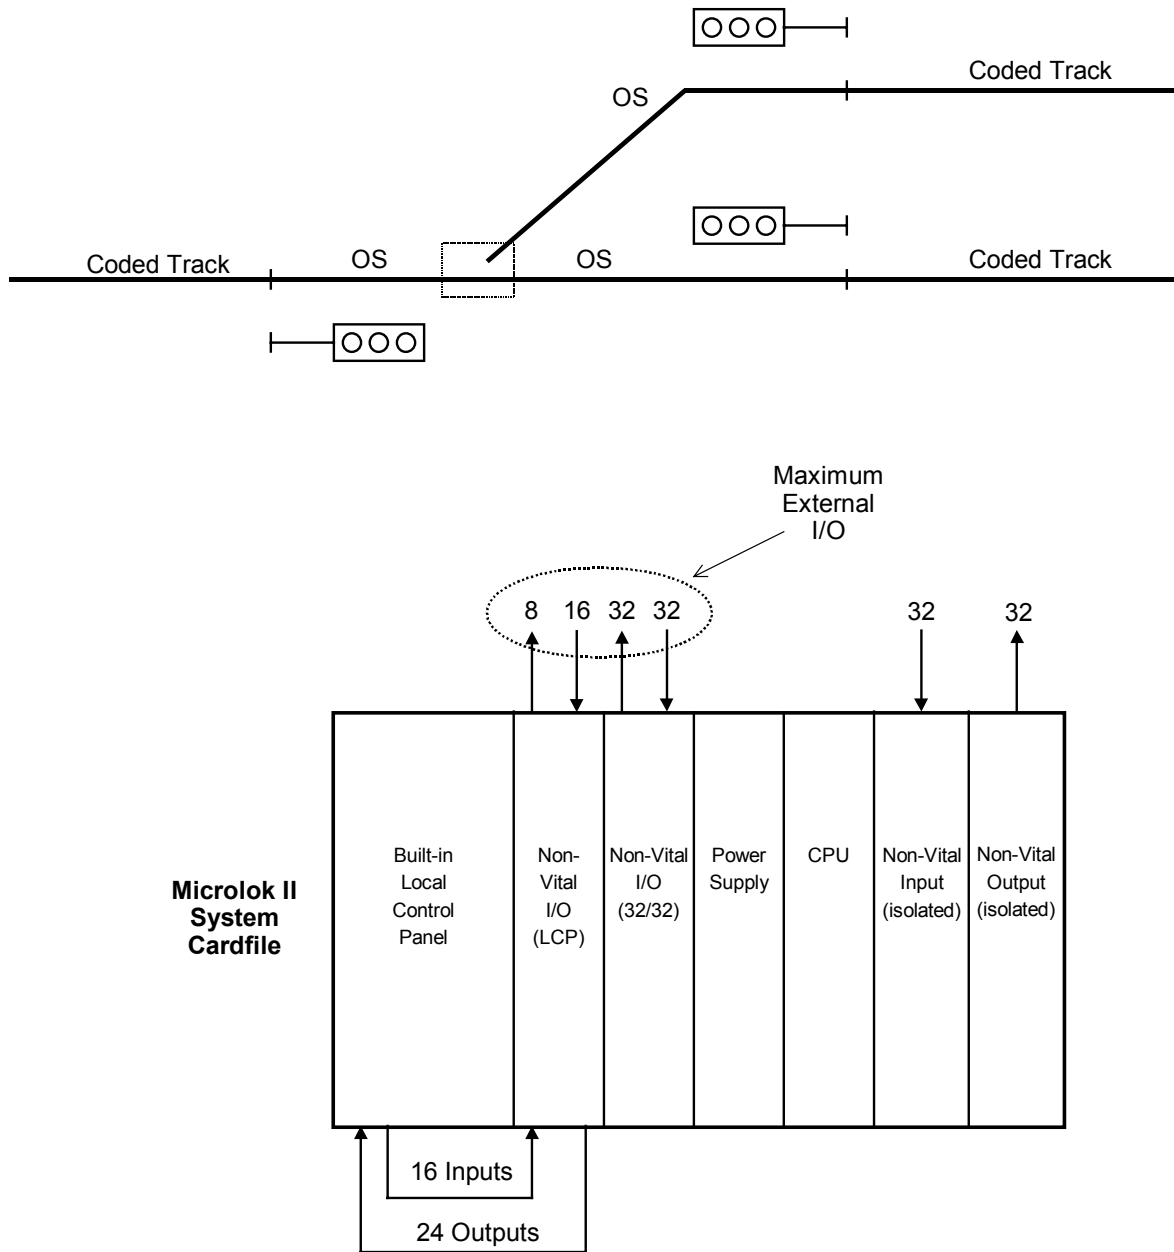 Coded Track
OS
Coded Track
OS
OS
Coded Track
Maximum
External
I/O
8 16 32 32
32
32
Microlok II
System
Cardfile
Built-in
Local
Control
Panel
Non-
Vital
I/O
(LCP)
Non-Vital
I/O
(32/32)
Power
Supply
CPU
Non-Vital
Input
(isolated)
Non-Vital
Output
(isolated)
16 Inputs
24 Outputs